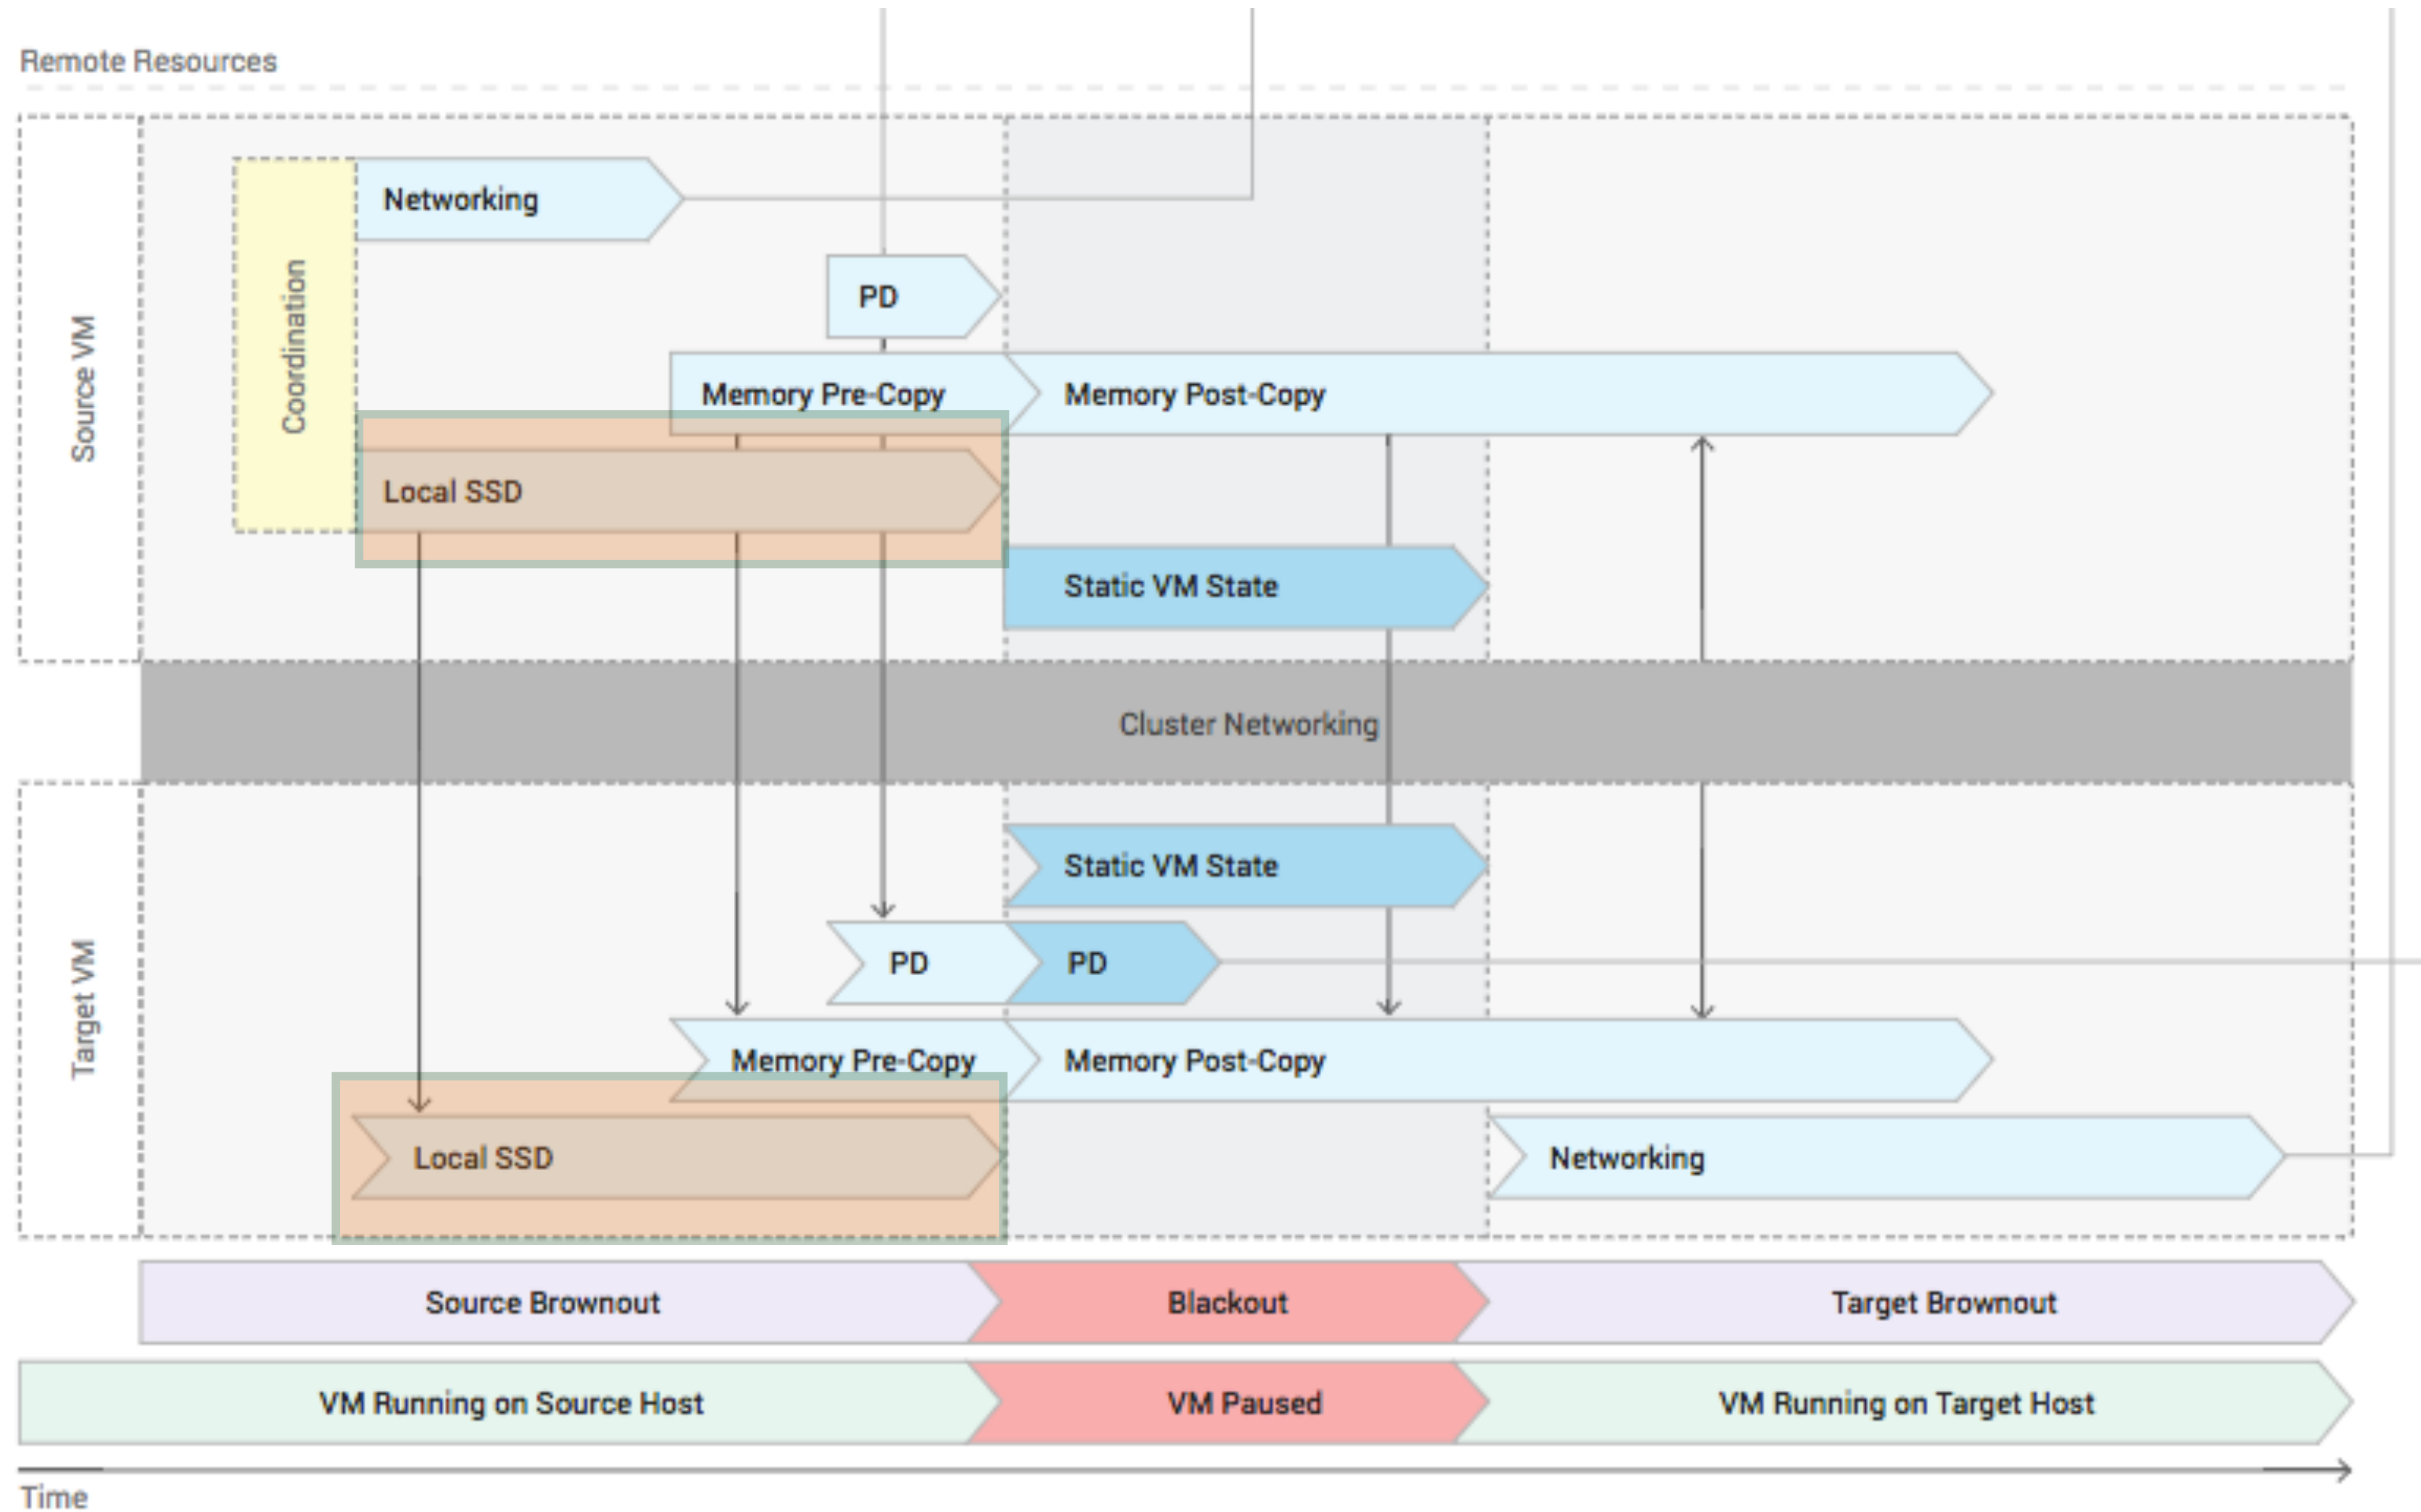 Remote Resources
Source VM
Coordination
Networking
PD
Memory Pre-Copy
Memory Post-Copy
Local SSD
Static VM State
Cluster Networking
Target VM
Static VM State
PD
PD
Memory Pre-Copy
Memory Post-Copy
Local SSD
Networking
Source Brownout
Blackout
Target Brownout
VM Running on Source Host
VM Paused
VM Running on Target Host
Time